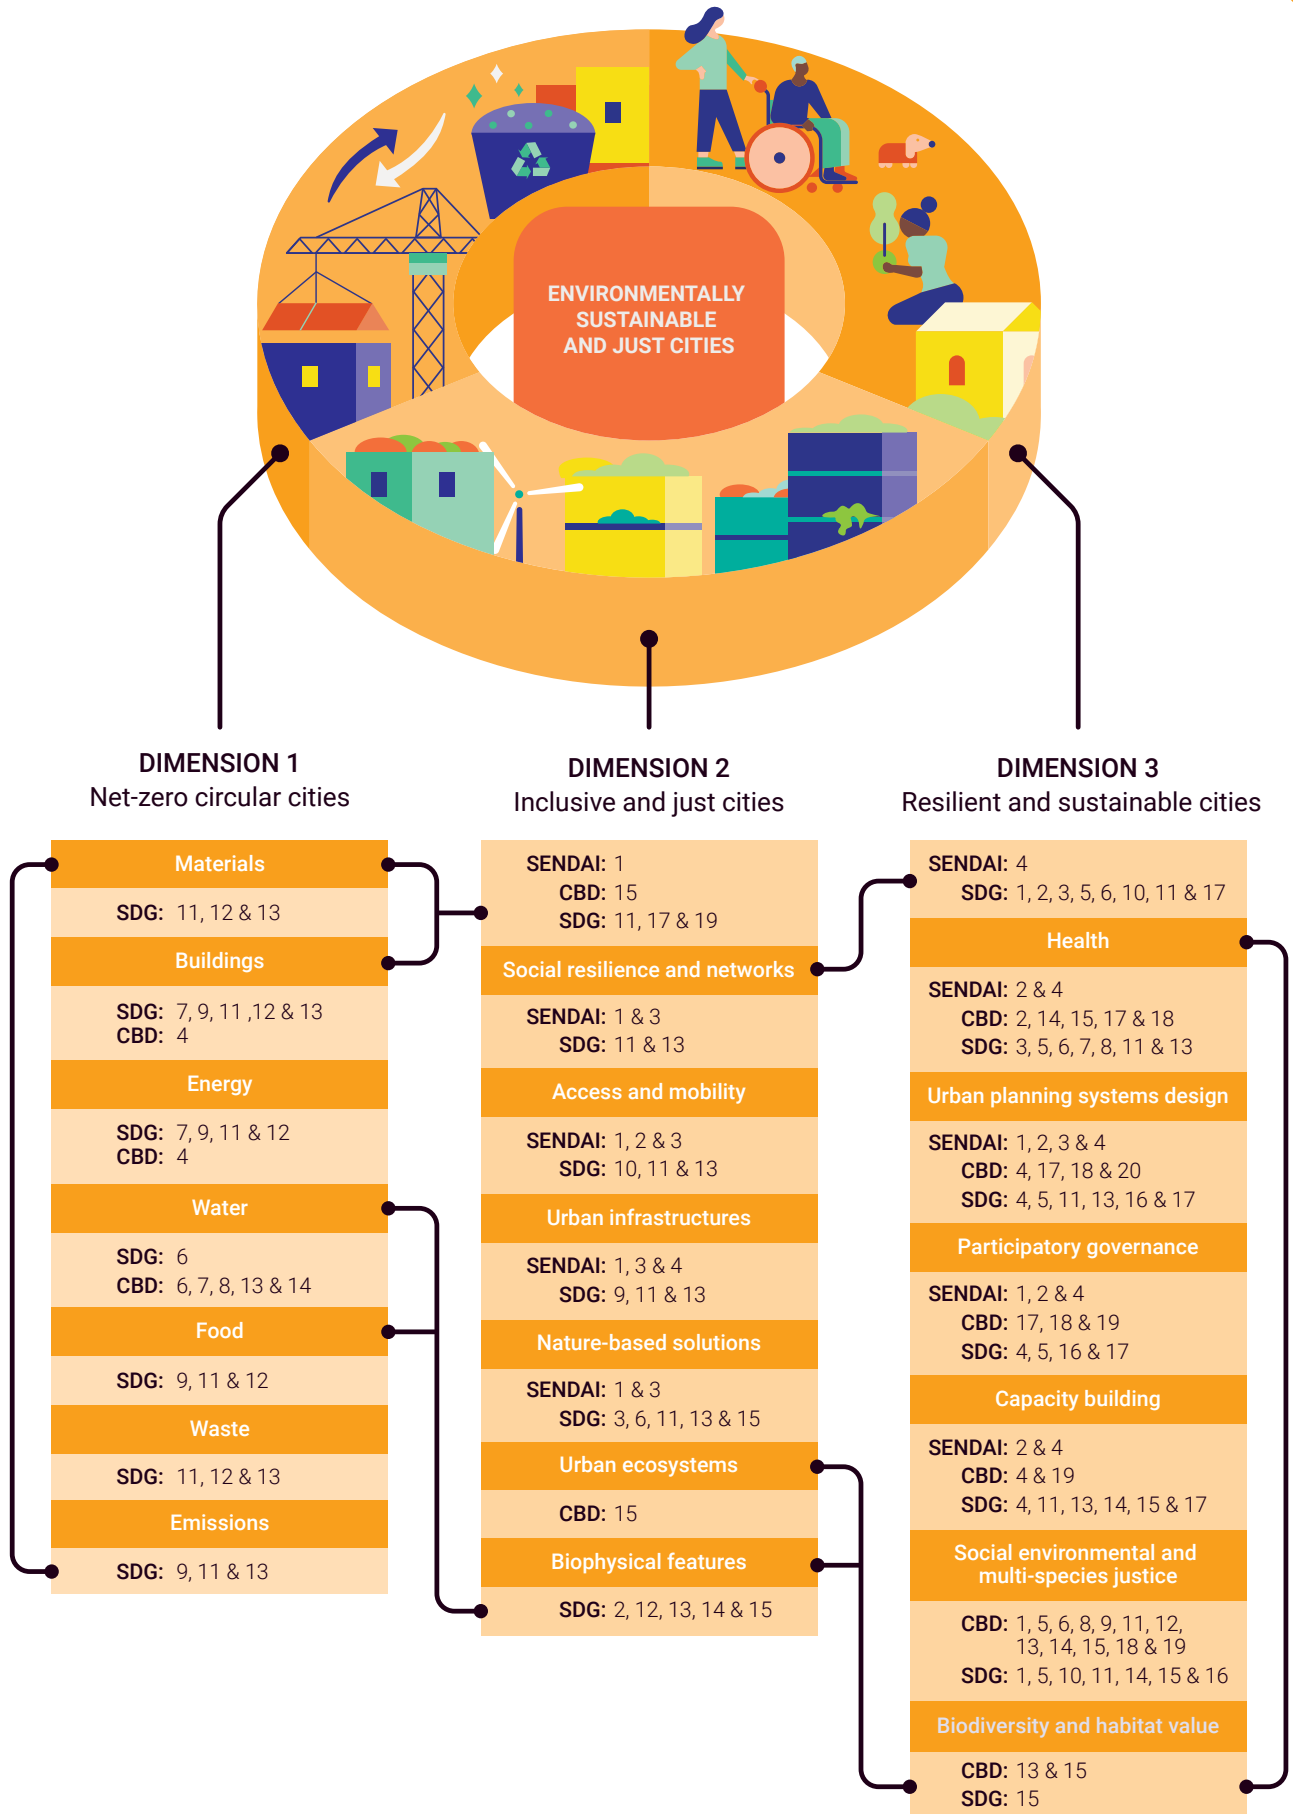 ENVIRONMENTALLY
SUSTAINABLE
AND JUST CITIES
DIMENSION 1
Net-zero circular cities
Materials
SDG: 11, 12 & 13
Buildings
SDG: 7, 9, 11 ,12 & 13
CBD: 4
Energy
SDG: 7, 9, 11 & 12
CBD: 4
Water
SDG: 6
CBD: 6, 7, 8, 13 & 14
Food
SDG: 9, 11 & 12
Waste
SDG: 11, 12 & 13
Emissions
SDG: 9, 11 & 13
DIMENSION 2
Inclusive and just cities
SENDAI: 1
CBD: 15
SDG: 11, 17 & 19
Social resilience and networks
SENDAI: 1 & 3
SDG: 11 & 13
Access and mobility
SENDAI: 1, 2 & 3
SDG: 10, 11 & 13
Urban infrastructures
SENDAI: 1, 3 & 4
SDG: 9, 11 & 13
Nature-based solutions
SENDAI: 1 & 3
SDG: 3, 6, 11, 13 & 15
Urban ecosystems
CBD: 15
Biophysical features
SDG: 2, 12, 13, 14 & 15
DIMENSION 3
Resilient and sustainable cities
SENDAI: 4
SDG: 1, 2, 3, 5, 6, 10, 11 & 17
Health
SENDAI: 2 & 4
CBD: 2, 14, 15, 17 & 18
SDG: 3, 5, 6, 7, 8, 11 & 13
Urban planning systems design
SENDAI: 1, 2, 3 & 4
CBD: 4, 17, 18 & 20
SDG: 4, 5, 11, 13, 16 & 17
Participatory governance
SENDAI: 1, 2 & 4
CBD: 17, 18 & 19
SDG: 4, 5, 16 & 17
Capacity building
SENDAI: 2 & 4
CBD: 4 & 19
SDG: 4, 11, 13, 14, 15 & 17
Social environmental and
multi-species justice
CBD: 1, 5, 6, 8, 9, 11, 12,
13, 14, 15, 18 & 19
SDG: 1, 5, 10, 11, 14, 15 & 16
Biodiversity and habitat value
CBD: 13 & 15
SDG: 15